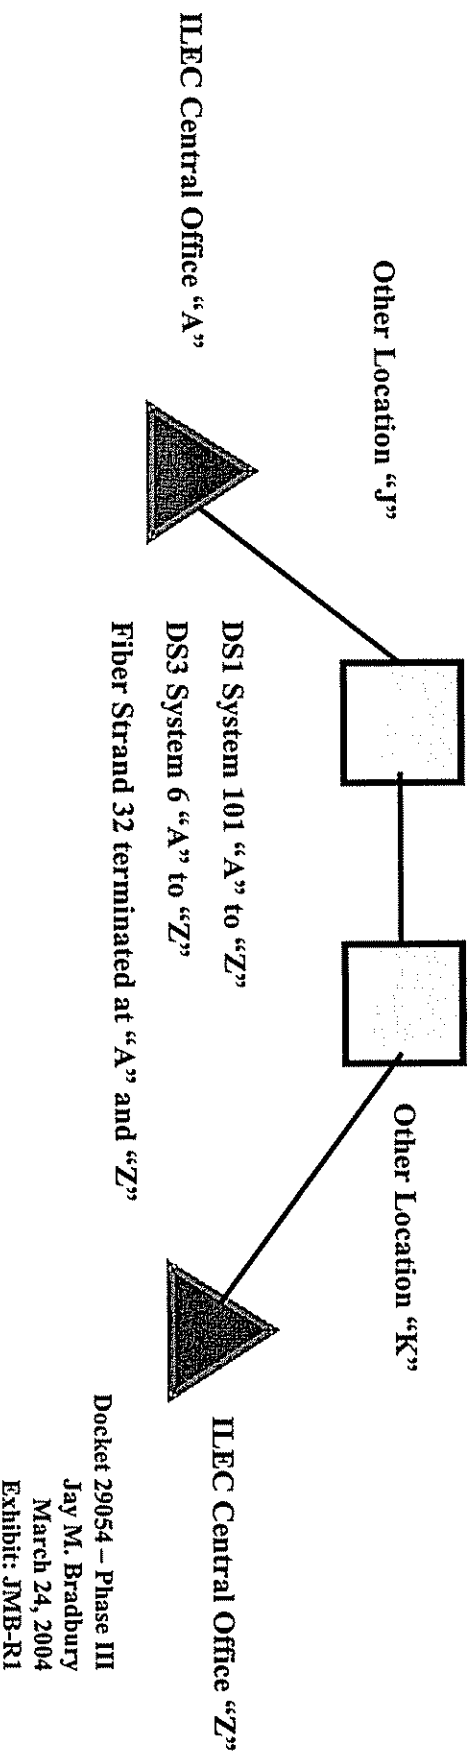 Other Location “J”
Other Location “K”
ILEC Central Office “A”
ILEC Central Office “Z”
DS1 System 101 “A” to “Z”
DS3 System 6 “A” to “Z”
Fiber Strand 32 terminated at “A” and “Z”
Docket 29054 – Phase III
Jay M. Bradbury
March 24, 2004
Exhibit: JMB-R1